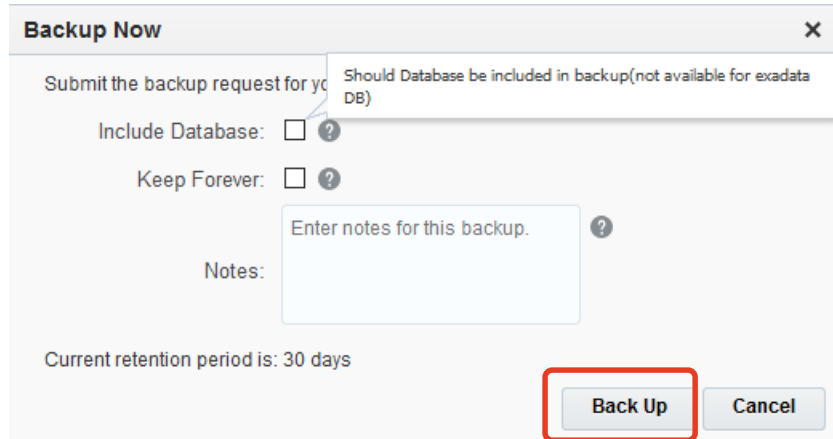 Backup Now
Submit the backup request for yo
Should Database be included in backup(not available for exadata
DB)
Include Database:
Keep Forever:
Enter notes for this backup.
Notes:
Current retention period is: 30 days
Back Up
Cancel